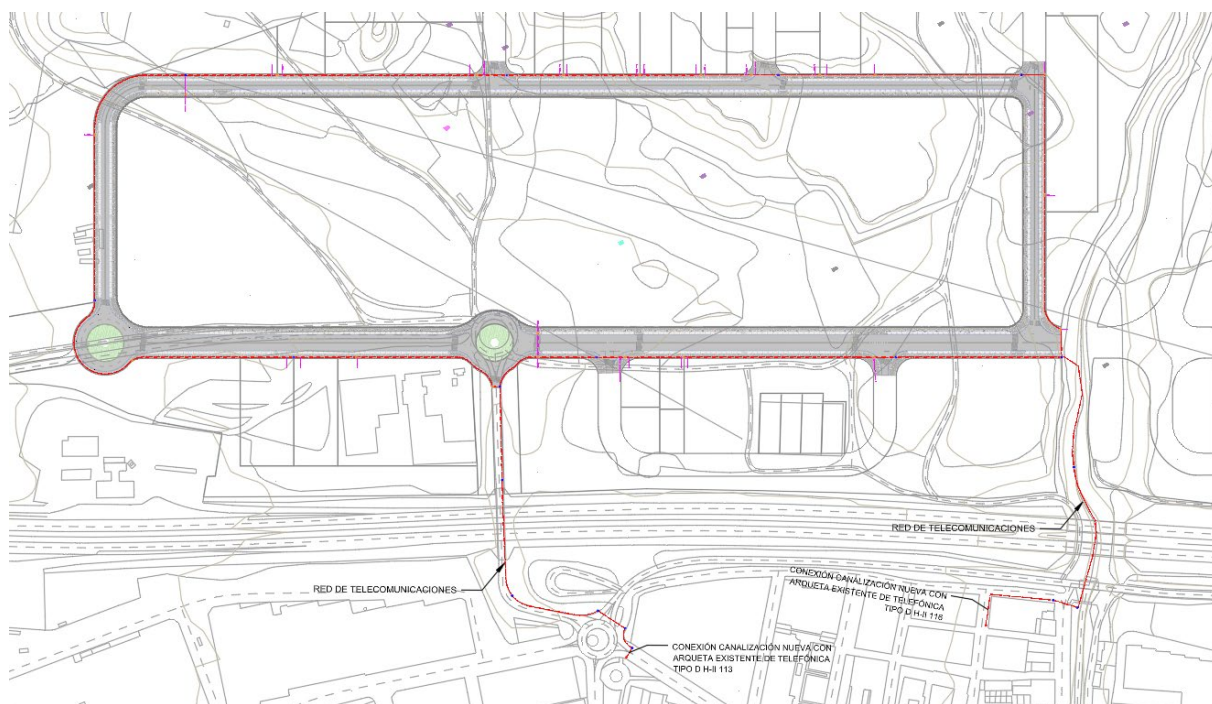 RED DE TELECOMUNICACIONES
CONEXIÓN CANALIZACIÓN NUEVA CON
ARQUETA EXISTENTE DE TELEFÓNICA
TIPO D H-II 116
RED DE TELECOMUNICACIONES
CONEXIÓN CANALIZACIÓN NUEVA CON
ARQUETA EXISTENTE DE TELEFÓNICA
TIPO D H-II 113